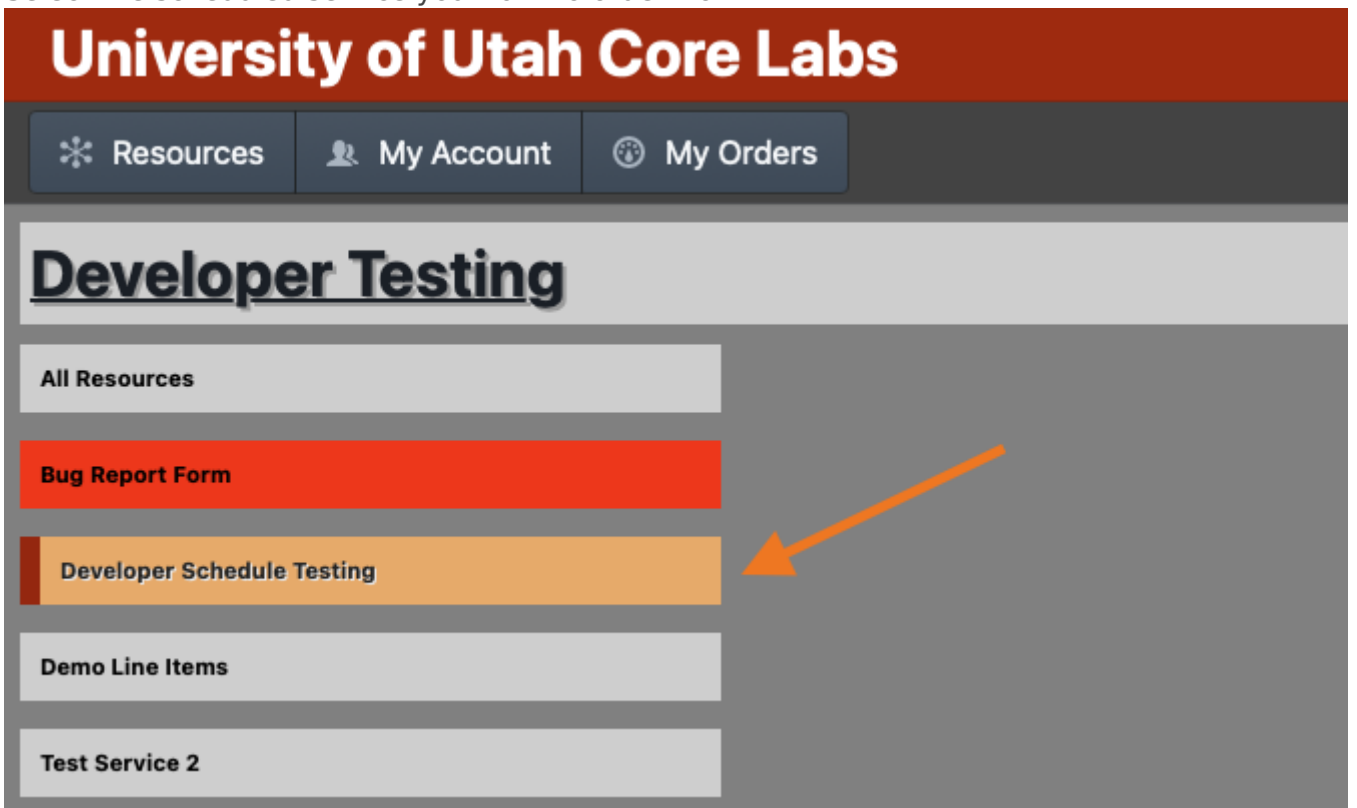 University of Utah Core Labs
Resources
My Account
My Orders
Developer Testing
All Resources
Bug Report Form
Developer Schedule Testing
Demo Line Items
Test Service 2